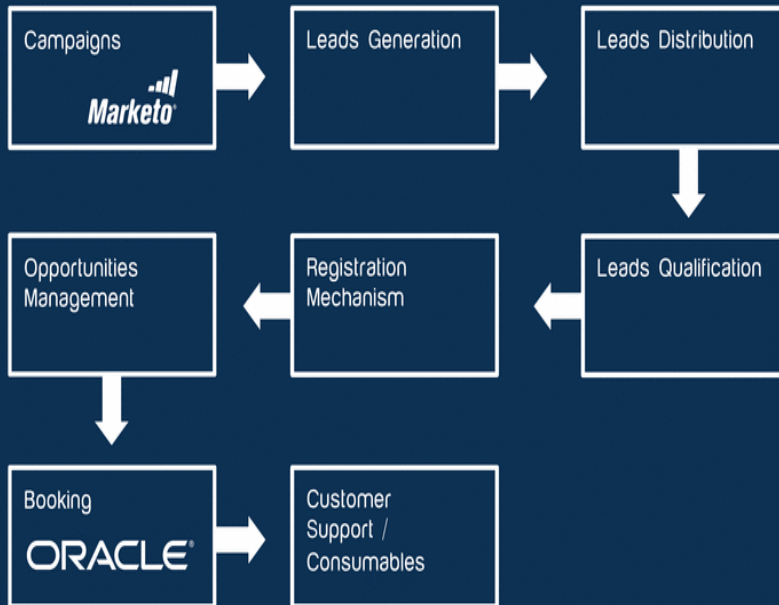 Campaigns
Marketo®
Leads Generation
Leads Distribution
Leads Qualification
Registration
Mechanism
Opportunities
Management
Booking
ORACLE®
Customer
Support /
Consumables